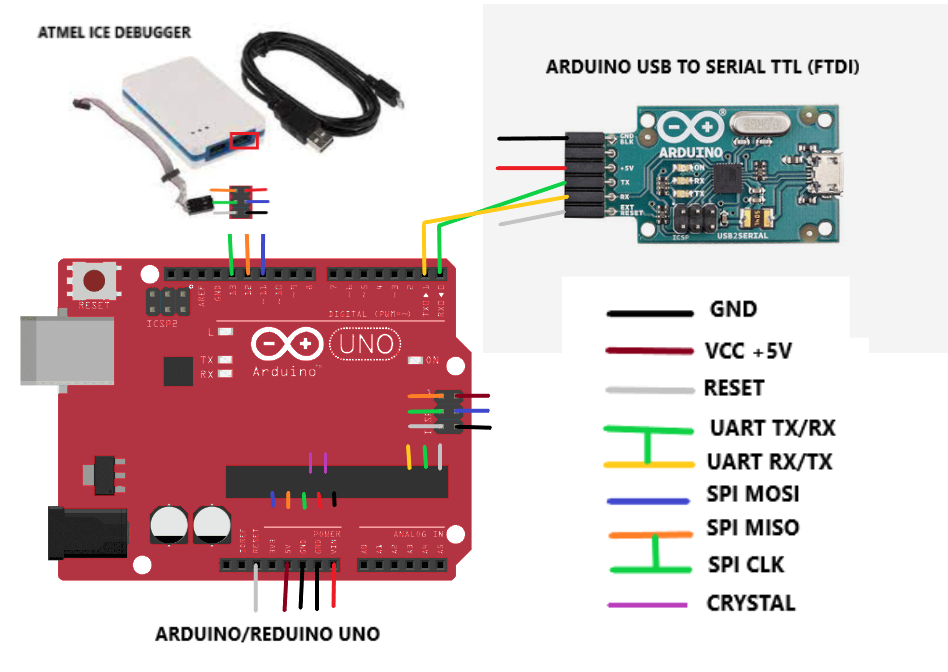 ATMEL ICE DEBUGGER
ARDUINO USB TO SERIAL TTL (FTDI)
GND
BLK
+5V
TX
RX
EXT
RESET
ARDUINO
ON
RX
TX
ICSP
USB2SERIAL
RESET
ICSP2
AREF
GND
13
12
~11
~10
~9
8
7
~6
~5
4
~3
2
TX0 ▶ 1
RX0 ◀ 0
DIGITAL (PWM=~)
L
TX
RX
UNO
Arduino™
ON
ICSP
1
POWER
ANALOG IN
IOREF
RESET
3V3
5V
GND
GND
VIN
A0
A1
A2
A3
A4
A5
ARDUINO/REDUINO UNO
GND
VCC +5V
RESET
UART TX/RX
UART RX/TX
SPI MOSI
SPI MISO
SPI CLK
CRYSTAL